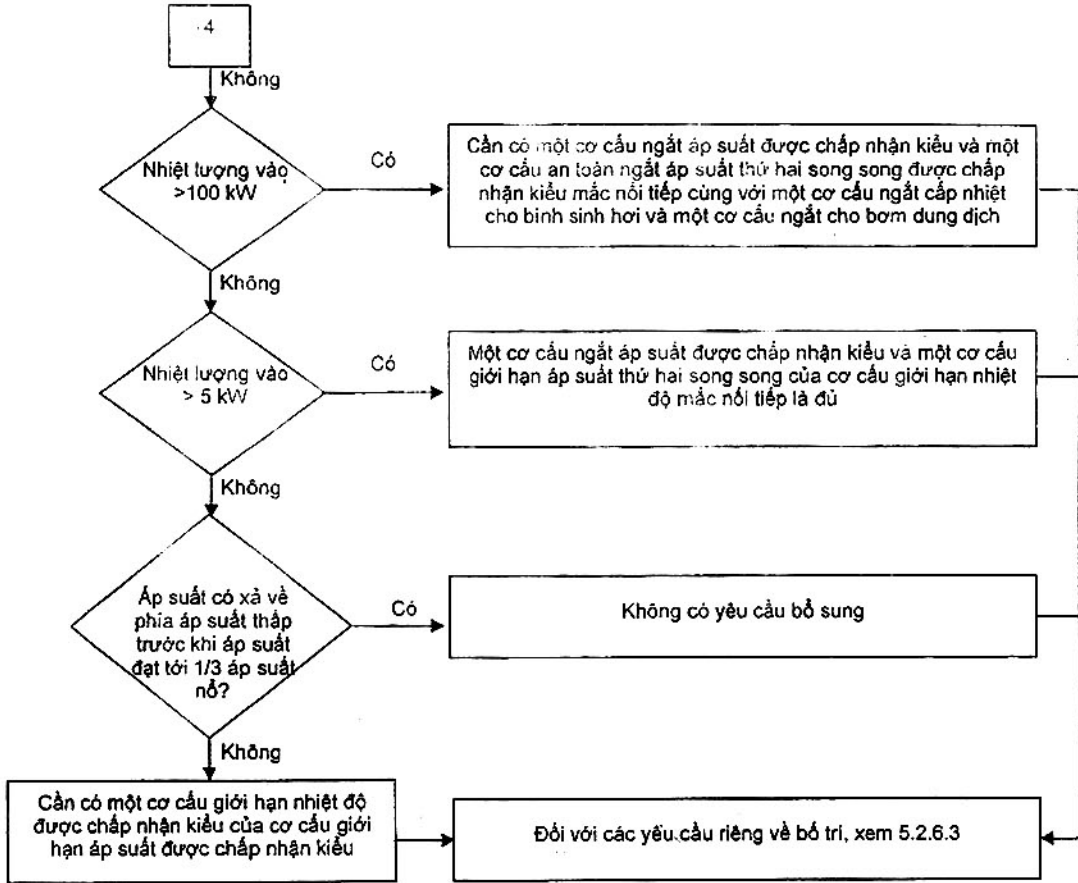 4
Không
Nhiệt lượng vào
>100 kW
Có
Cần có một cơ cấu ngắt áp suất được chấp nhận kiểu và một
cơ cấu an toàn ngắt áp suất thứ hai song song được chấp
nhận kiểu mắc nối tiếp cùng với một cơ cấu ngắt cấp nhiệt
cho bình sinh hơi và một cơ cấu ngắt cho bơm dung dịch
Không
Nhiệt lượng vào
> 5 kW
Có
Một cơ cấu ngắt áp suất được chấp nhận kiểu và một cơ cấu
giới hạn áp suất thứ hai song song của cơ cấu giới hạn nhiệt
độ mắc nối tiếp là đủ
Không
Áp suất có xả về
phía áp suất thấp
trước khi áp suất
đạt tới 1/3 áp suất
nổ?
Có
Không có yêu cầu bổ sung
Không
Cần có một cơ cấu giới hạn nhiệt độ
được chấp nhận kiểu của cơ cấu giới
hạn áp suất được chấp nhận kiểu
Đối với các yêu cầu riêng về bố trí, xem 5.2.6.3